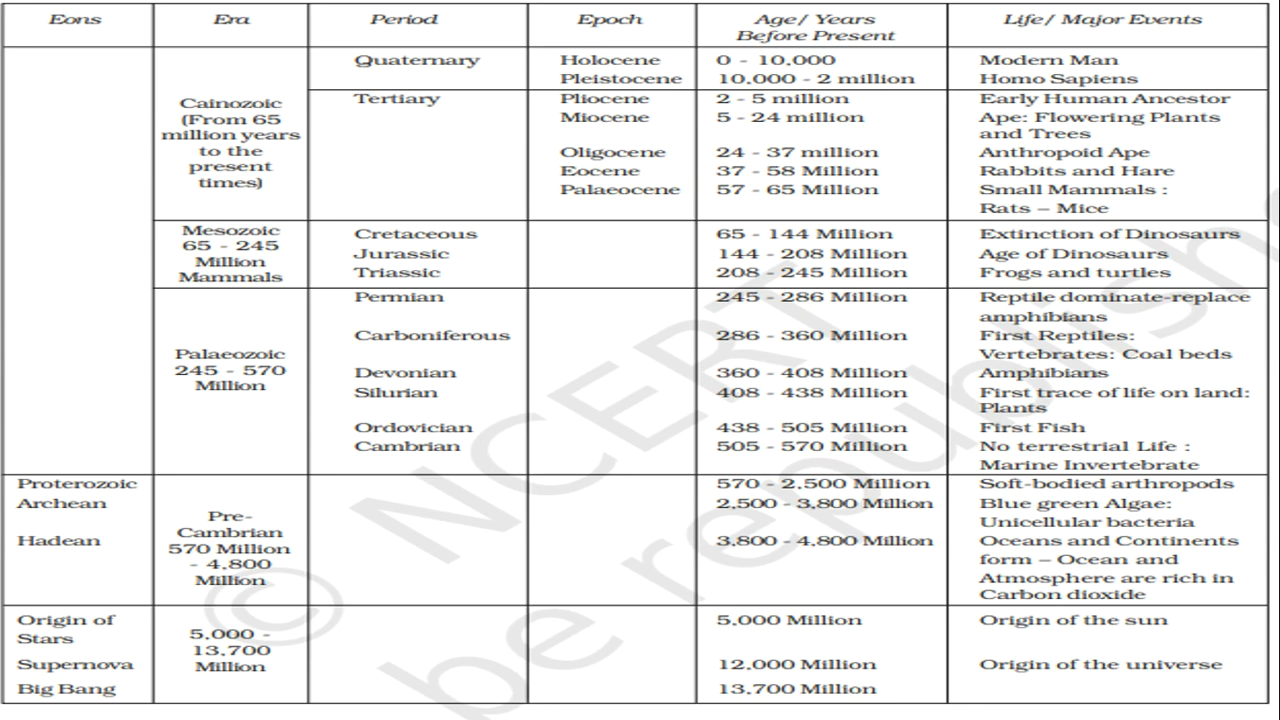 Eons Era Period Epoch Age/ Years Before Present Life/ Major Events
Cainozoic
(From 65
million years
to the
present
times)
Quaternary Holocene 0 - 10,000 Modern Man
Pleistocene 10,000 - 2 million Homo Sapiens
Tertiary Pliocene 2 - 5 million Early Human Ancestor
Miocene 5 - 24 million Ape: Flowering Plants
and Trees
Oligocene 24 - 37 million Anthropoid Ape
Eocene 37 - 58 Million Rabbits and Hare
Palaeocene 57 - 65 Million Small Mammals :
Rats – Mice
Mesozoic
65 - 245
Million
Mammals
Cretaceous 65 - 144 Million Extinction of Dinosaurs
Jurassic 144 - 208 Million Age of Dinosaurs
Triassic 208 - 245 Million Frogs and turtles
Palaeozoic
245 - 570
Million
Permian 245 - 286 Million Reptile dominate-replace
amphibians
Carboniferous 286 - 360 Million First Reptiles:
Vertebrates: Coal beds
Devonian 360 - 408 Million Amphibians
Silurian 408 - 438 Million First trace of life on land:
Plants
Ordovician 438 - 505 Million First Fish
Cambrian 505 - 570 Million No terrestrial Life :
Marine Invertebrate
Proterozoic 570 - 2,500 Million Soft-bodied arthropods
Archean 2,500 - 3,800 Million Blue green Algae:
Unicellular bacteria
Pre-
Cambrian
570 Million
- 4,800
Million
Hadean 3,800 - 4,800 Million Oceans and Continents
form – Ocean and
Atmosphere are rich in
Carbon dioxide
Origin of
Stars
5,000 -
13,700
Million
5,000 Million Origin of the sun
Supernova 12,000 Million Origin of the universe
Big Bang 13,700 Million
© NCERT
be republish